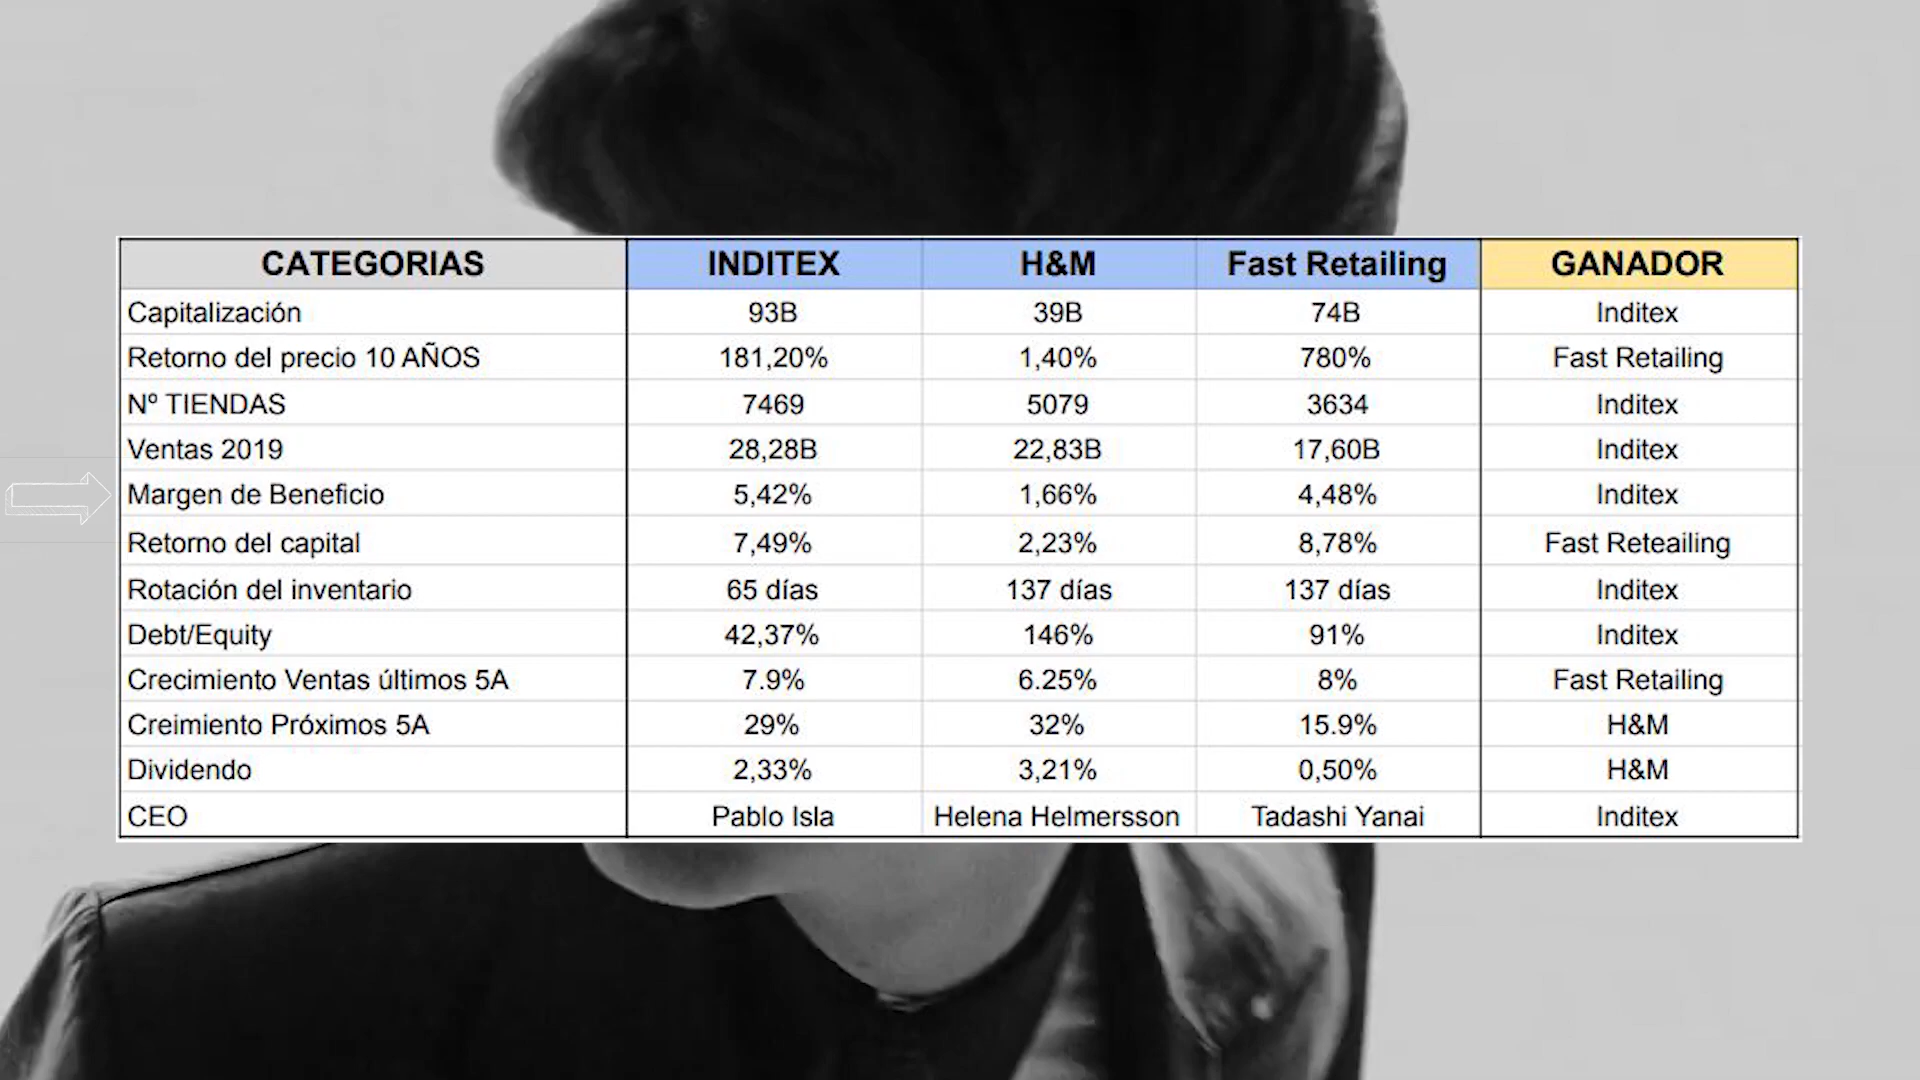 CATEGORIAS INDITEX H&M Fast Retailing GANADOR
Capitalización 93B 39B 74B Inditex
Retorno del precio 10 AÑOS 181,20% 1,40% 780% Fast Retailing
Nº TIENDAS 7469 5079 3634 Inditex
Ventas 2019 28,28B 22,83B 17,60B Inditex
Margen de Beneficio 5,42% 1,66% 4,48% Inditex
Retorno del capital 7,49% 2,23% 8,78% Fast Reteailing
Rotación del inventario 65 días 137 días 137 días Inditex
Debt/Equity 42,37% 146% 91% Inditex
Crecimiento Ventas últimos 5A 7.9% 6.25% 8% Fast Retailing
Creimiento Próximos 5A 29% 32% 15.9% H&M
Dividendo 2,33% 3,21% 0,50% H&M
CEO Pablo Isla Helena Helmersson Tadashi Yanai Inditex